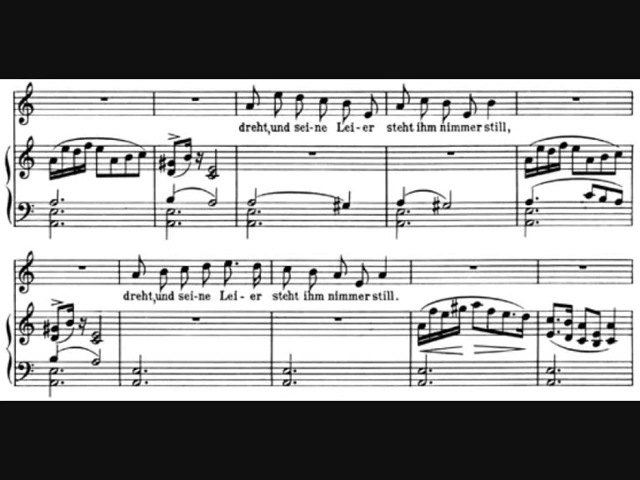 dreht,und sei-ne Lei-er steht ihm nimmer still,
dreht,und sei-ne Lei-er steht ihm nimmer still.